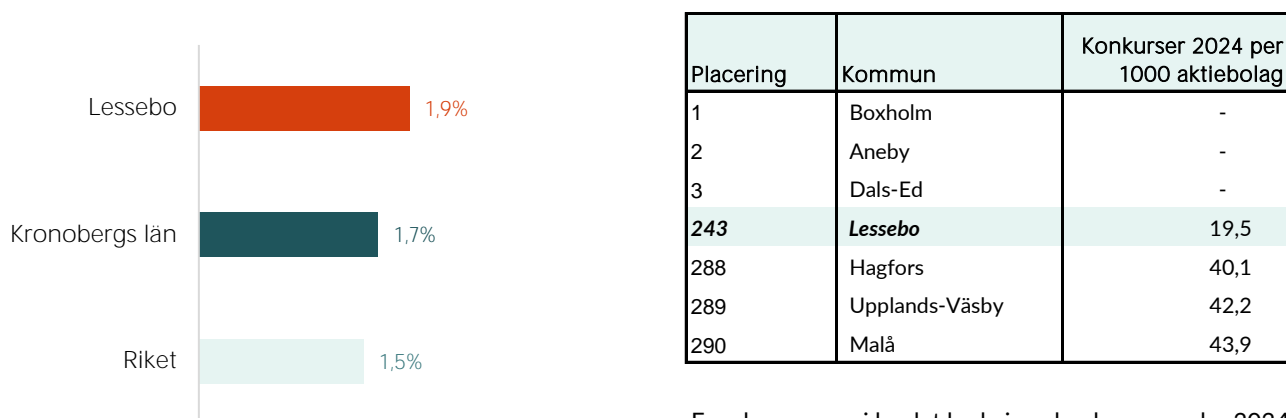 Lessebo 1,9%
Kronobergs län 1,7%
Riket 1,5%
Placering Kommun Konkurser 2024 per 1000 aktiebolag
1 Boxholm -
2 Aneby -
3 Dals-Ed -
243 Lessebo 19,5
288 Hagfors 40,1
289 Upplands-Väsby 42,2
290 Malå 43,9